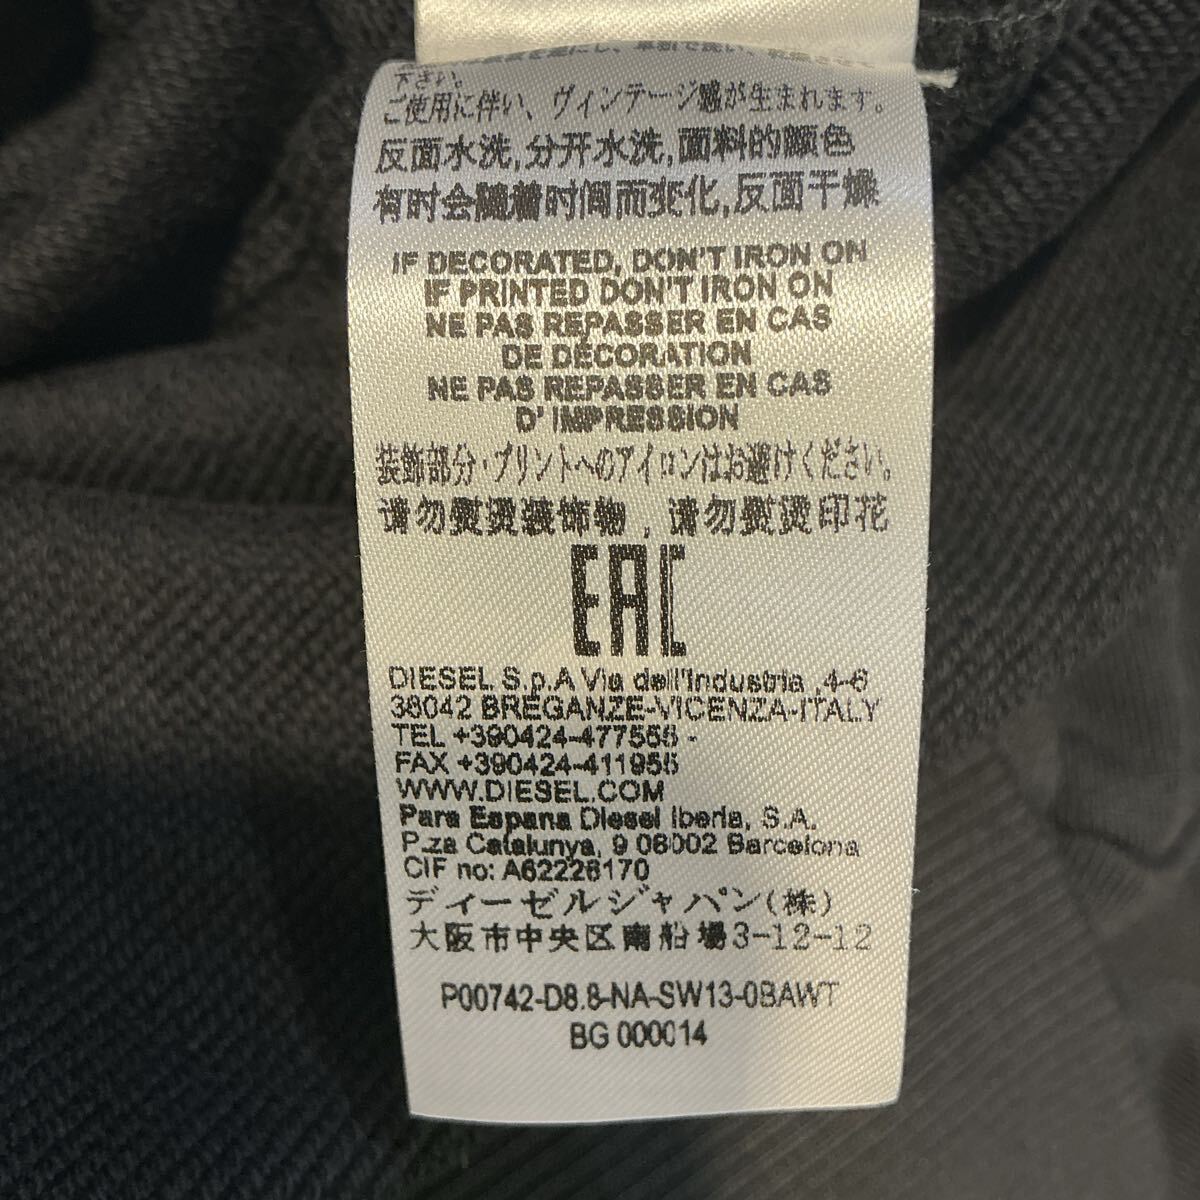 下さい。
ご使用に伴い、ヴィンテージ感が生まれます。
反面水洗,分开水洗,面料的颜色
有时会随着时间而变化,反面干燥
IF DECORATED, DON'T IRON ON
IF PRINTED DON'T IRON ON
NE PAS REPASSER EN CAS
DE DÉCORATION
NE PAS REPASSER EN CAS
D' IMPRESSION
装飾部分・プリントへのアイロンはお避けください。
请勿熨烫装饰物 , 请勿熨烫印花
EAC
DIESEL S.p.A Via dell'Industria ,4-6
36042 BREGANZE-VICENZA-ITALY
TEL +390424-477555 -
FAX +390424-411955
WWW.DIESEL.COM
Para Espana Diesel Iberia, S.A.
P.za Catalunya, 9 08002 Barcelona
CIF no: A62228170
ディーゼルジャパン(株)
大阪市中央区南船場3-12-12
P00742-D8.8-NA-SW13-0BAWT
BG 000014